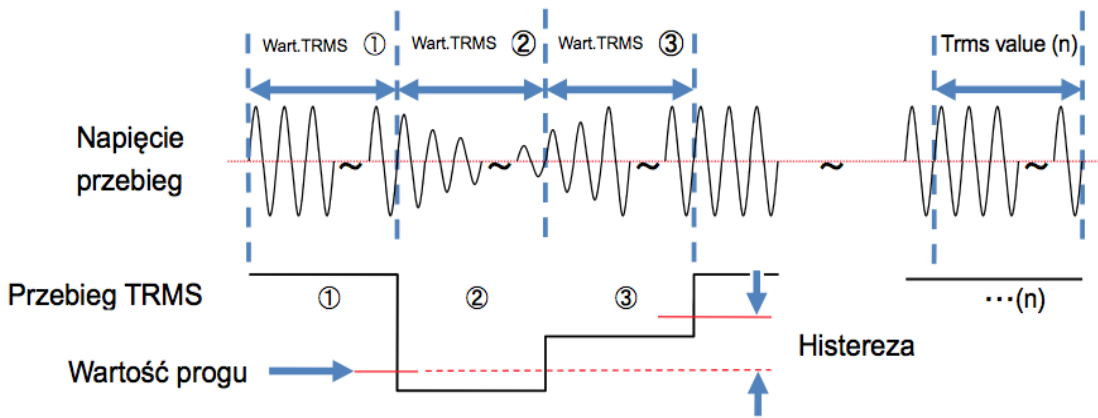 Wart.TRMS ① Wart.TRMS ② Wart.TRMS ③ Trms value (n)
Napięcie
przebieg
~ ~ ~ ~ ~
Przebieg TRMS
① ② ③ ⋯(n)
Histereza
Wartość progu